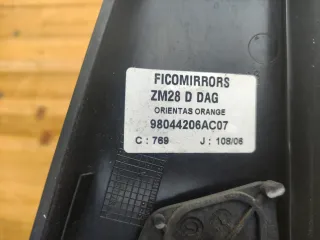 FICOMIRRORS
ZM28 D DAG
ORIENTAS ORANGE
98044206AC07
C : 769 J : 108/06